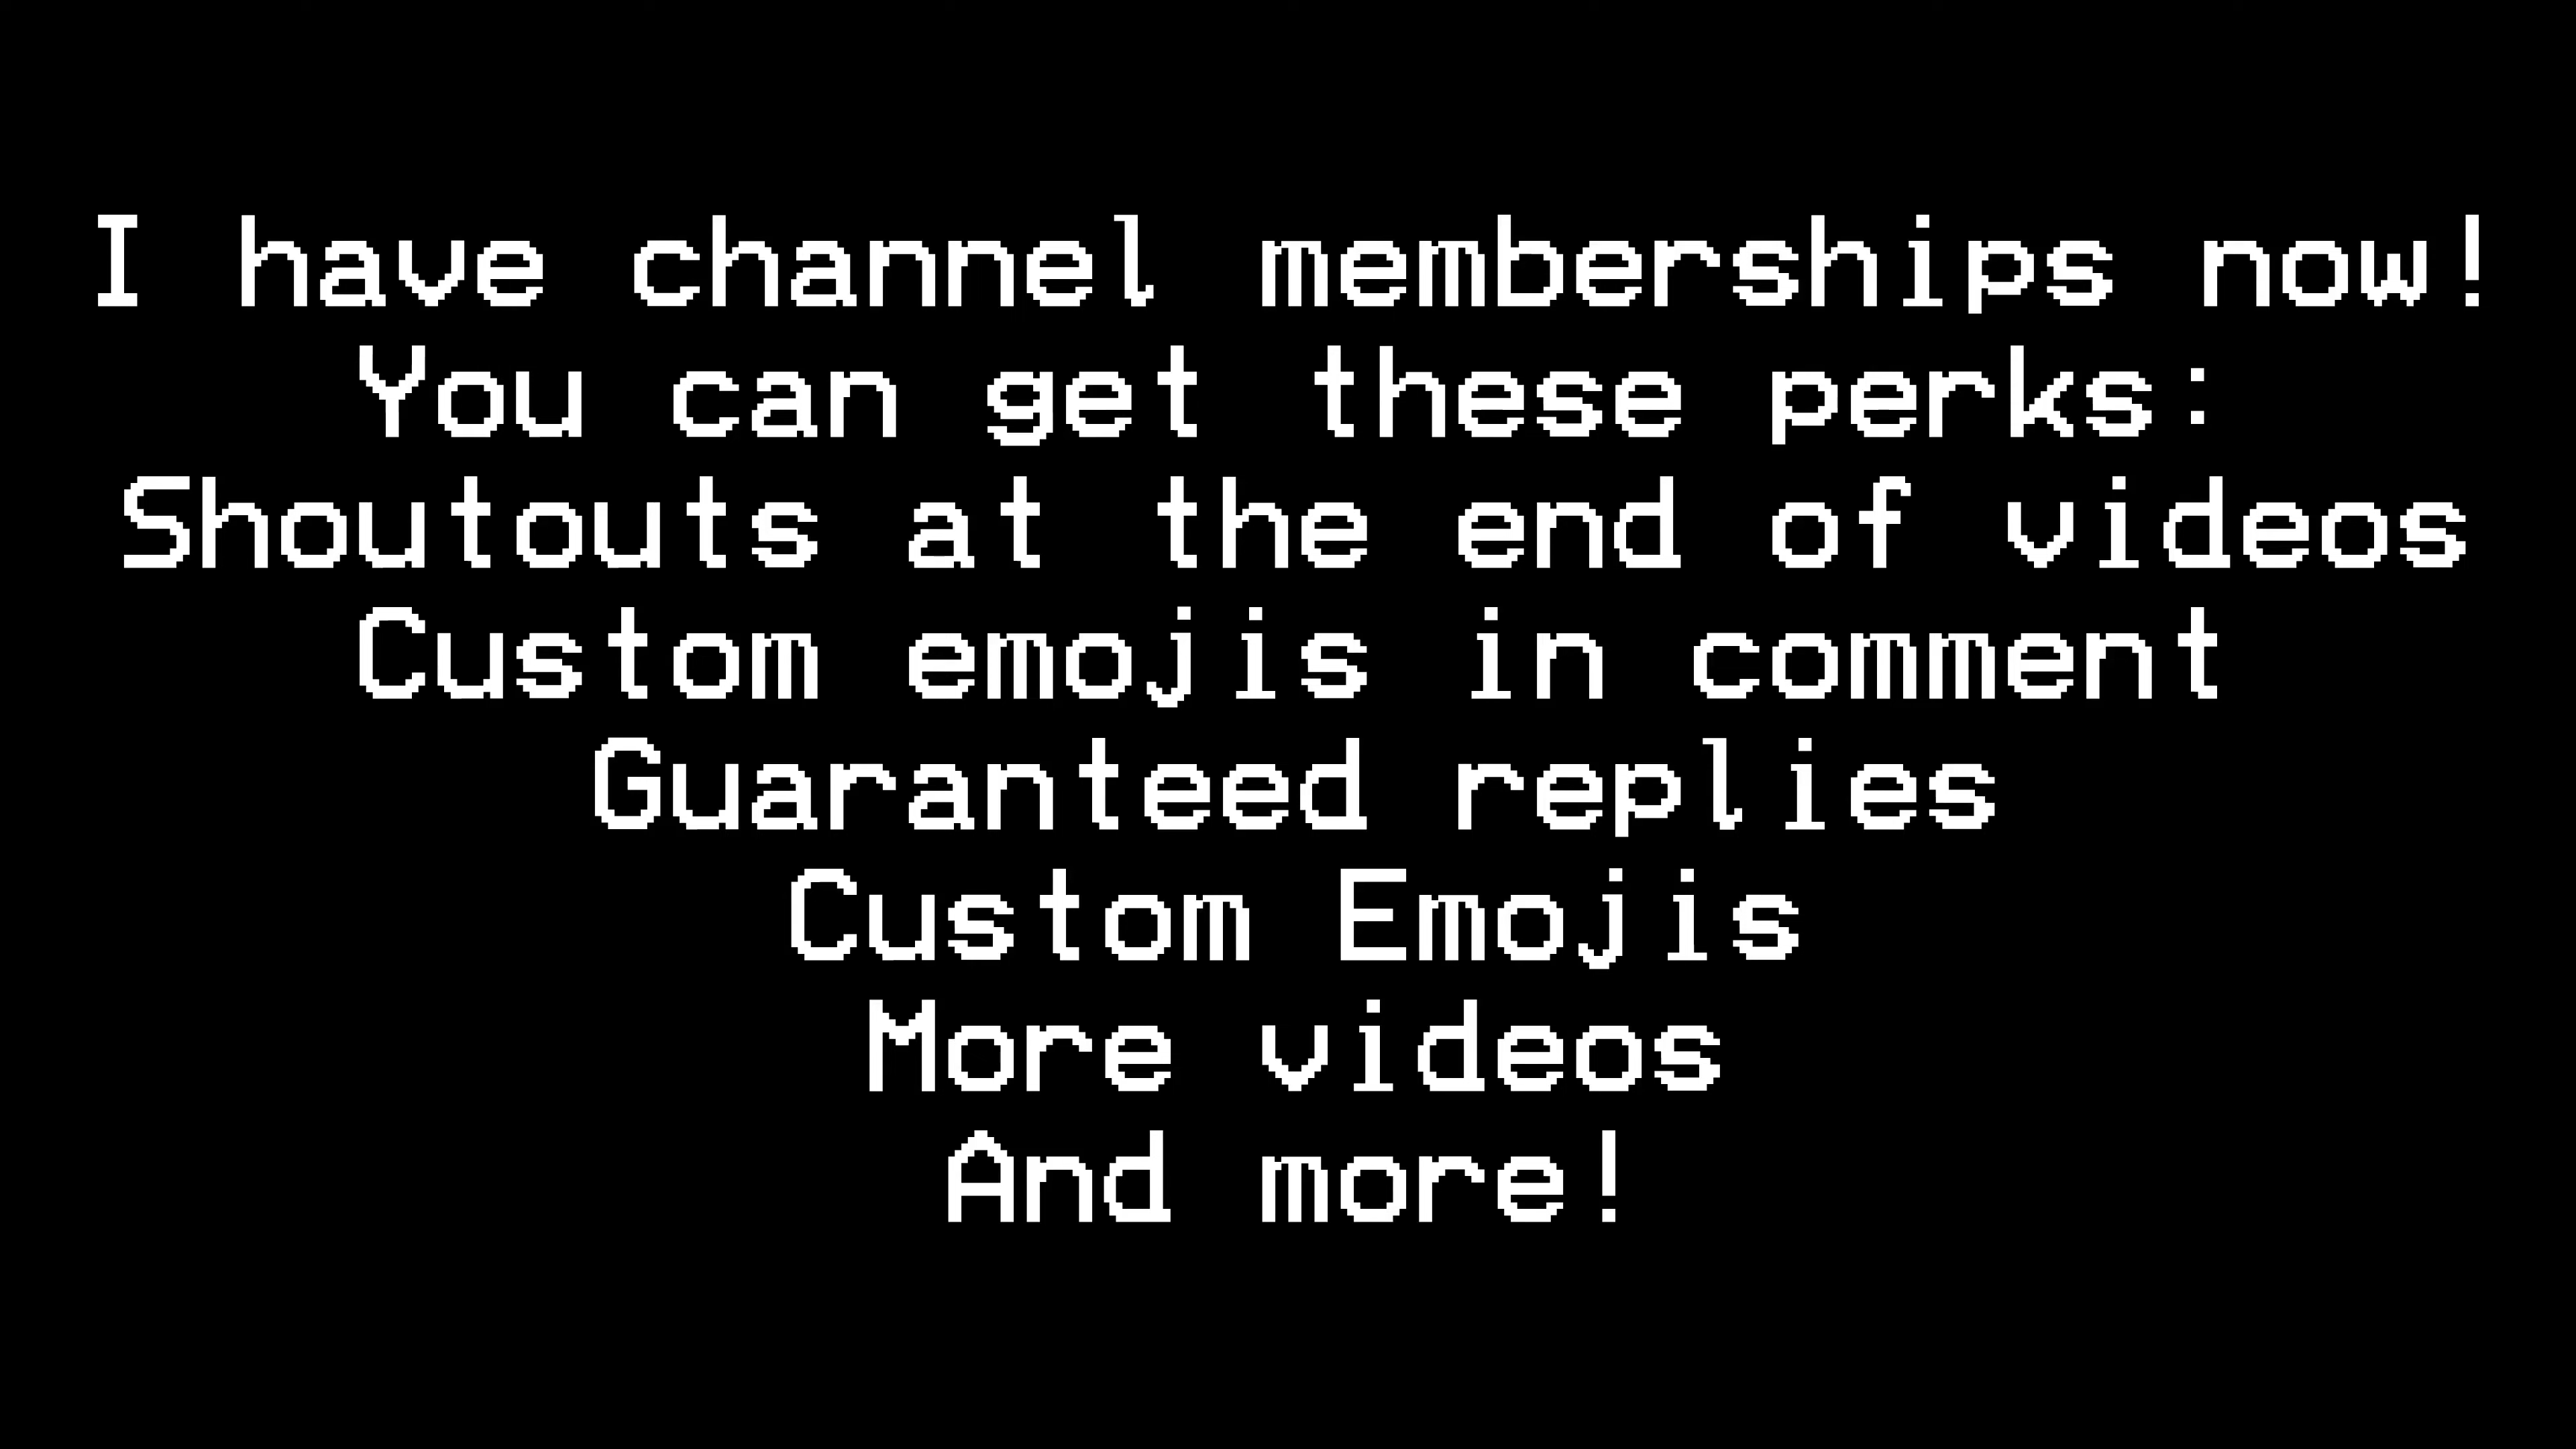 I have channel memberships now!
You can get these perks:
Shoutouts at the end of videos
Custom emojis in comment
Guaranteed replies
Custom Emojis
More videos
And more!